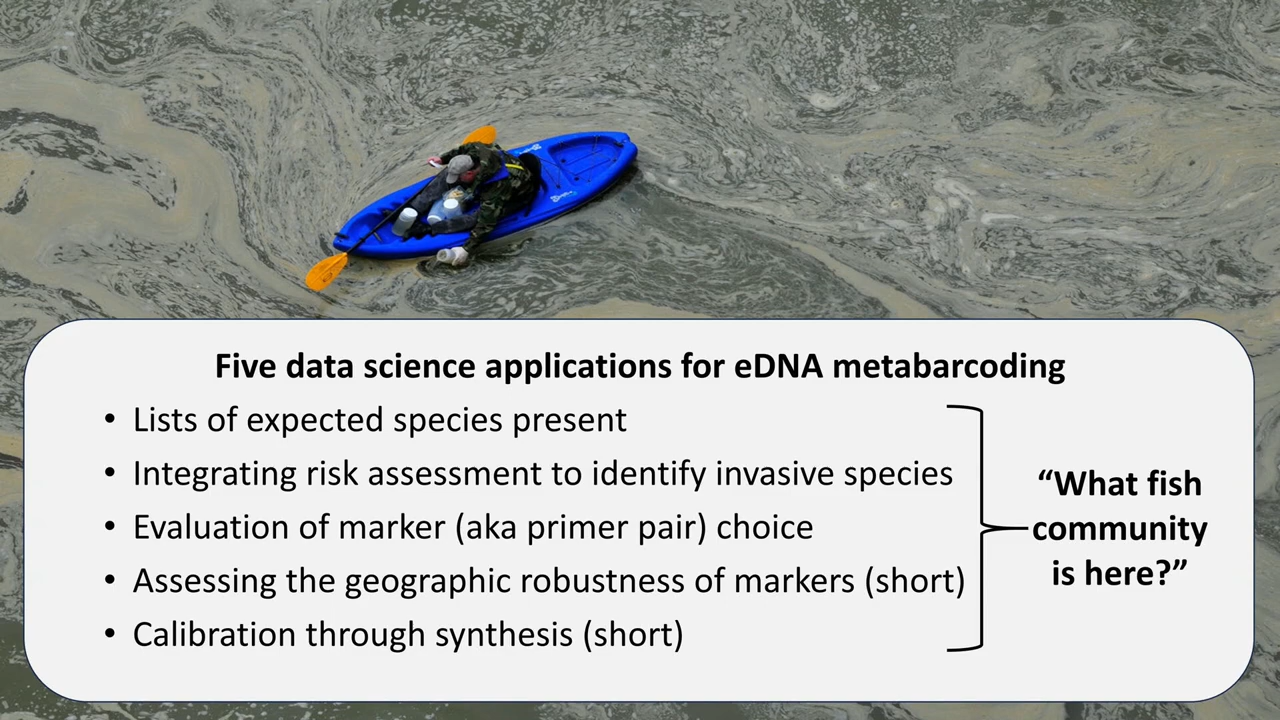 Five data science applications for eDNA metabarcoding
• Lists of expected species present
• Integrating risk assessment to identify invasive species
• Evaluation of marker (aka primer pair) choice
• Assessing the geographic robustness of markers (short)
• Calibration through synthesis (short)
“What fish
community
is here?”